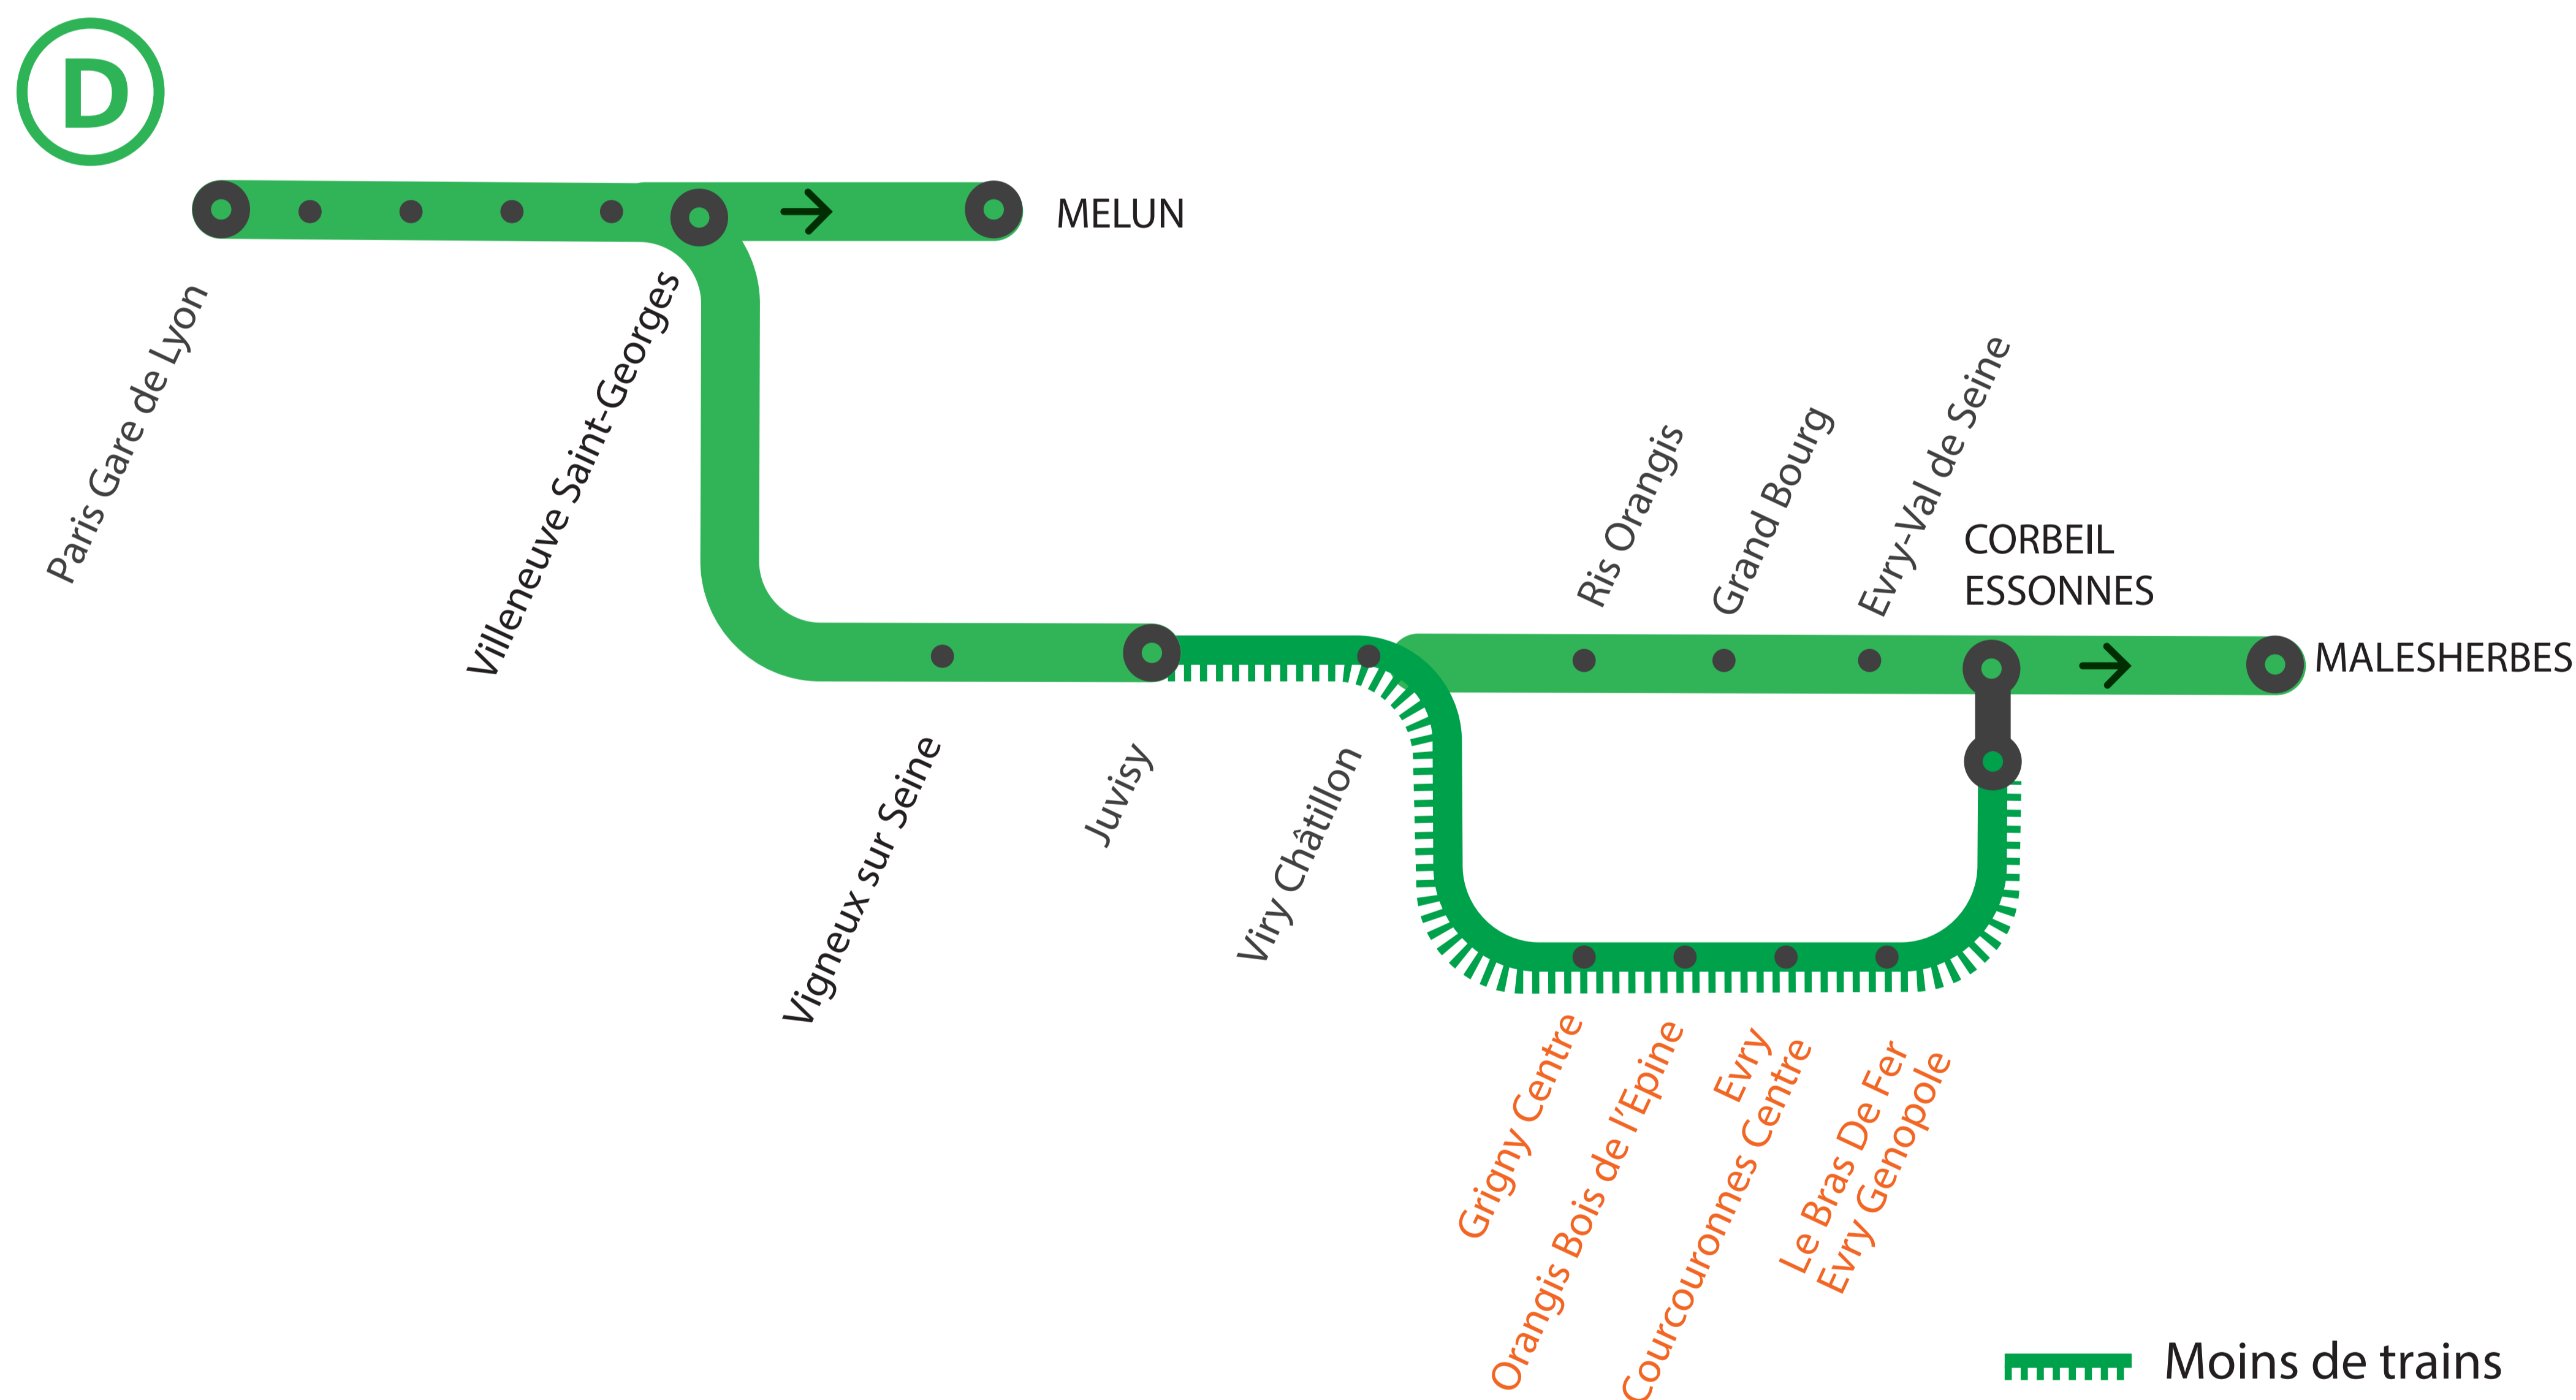 D
MELUN
Paris Gare de Lyon
Villeneuve Saint-Georges
Vigneux sur Seine
Juvisy
Viry Châtillon
Ris Orangis
Grand Bourg
Evry-Val de Seine
CORBEIL
ESSONNES
MALESHERBES
Grigny Centre
Orangis Bois de l'Epine
Evry
Courcouronnes Centre
Le Bras De Fer
Evry Genopole
Moins de trains